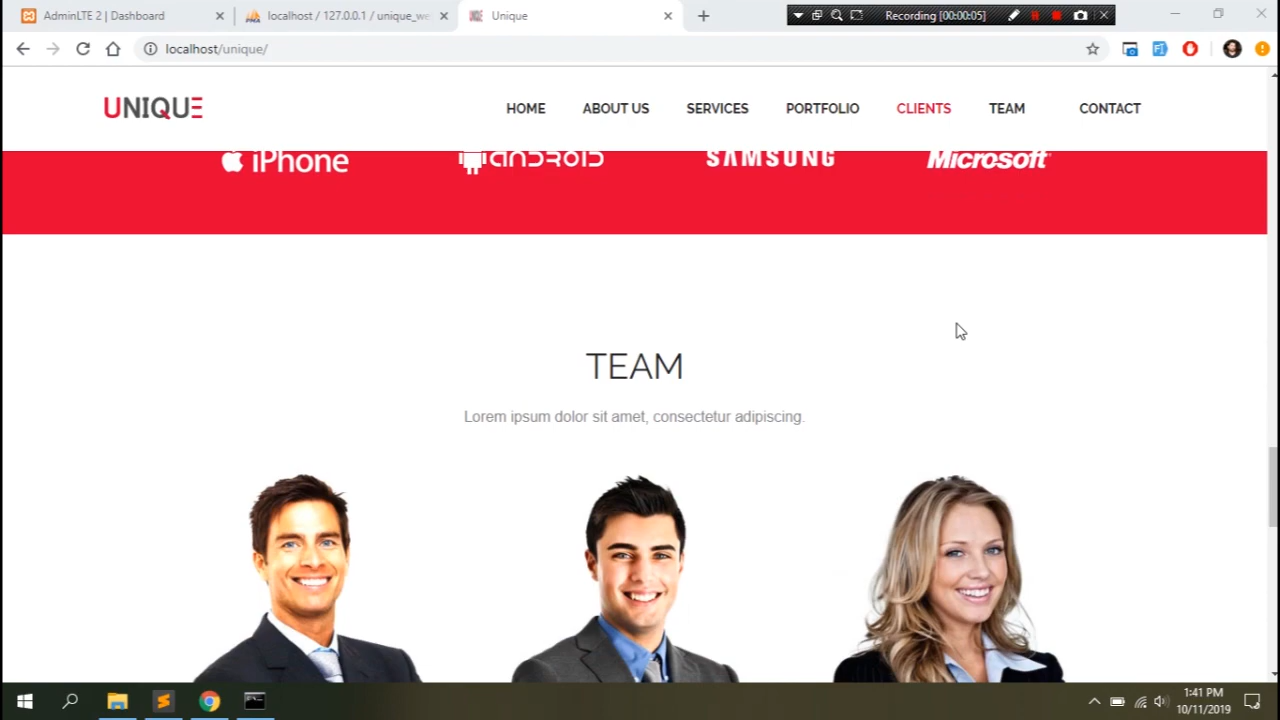 AdminLTE 2 | Dashboard
localhost / 127.0.0.1 / unique_we
Unique
Recording [00:00:05]
localhost/unique/
UNIQUE
HOME
ABOUT US
SERVICES
PORTFOLIO
CLIENTS
TEAM
CONTACT
iPhone
ANDROID
SAMSUNG
Microsoft
TEAM
Lorem ipsum dolor sit amet, consectetur adipiscing.
1:41 PM
10/11/2019